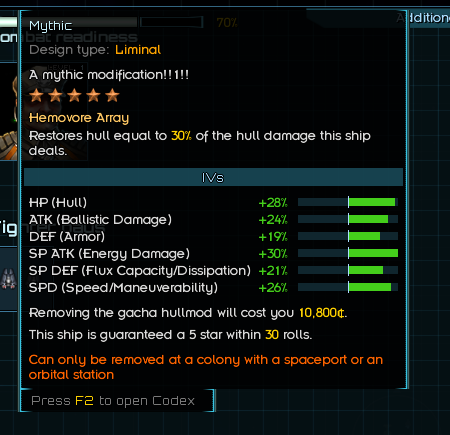 Mythic
70%
Addition
Design type: Liminal
A mythic modification!!1!!
Hemovore Array
Restores hull equal to 30% of the hull damage this ship
deals.
IVs
HP (Hull) +28%
ATK (Ballistic Damage) +24%
DEF (Armor) +19%
SP ATK (Energy Damage) +30%
SP DEF (Flux Capacity/Dissipation) +21%
SPD (Speed/Maneuverability) +26%
Removing the gacha hullmod will cost you 10,800¢.
This ship is guaranteed a 5 star within 30 rolls.
Can only be removed at a colony with a spaceport or an
orbital station
Press F2 to open Codex